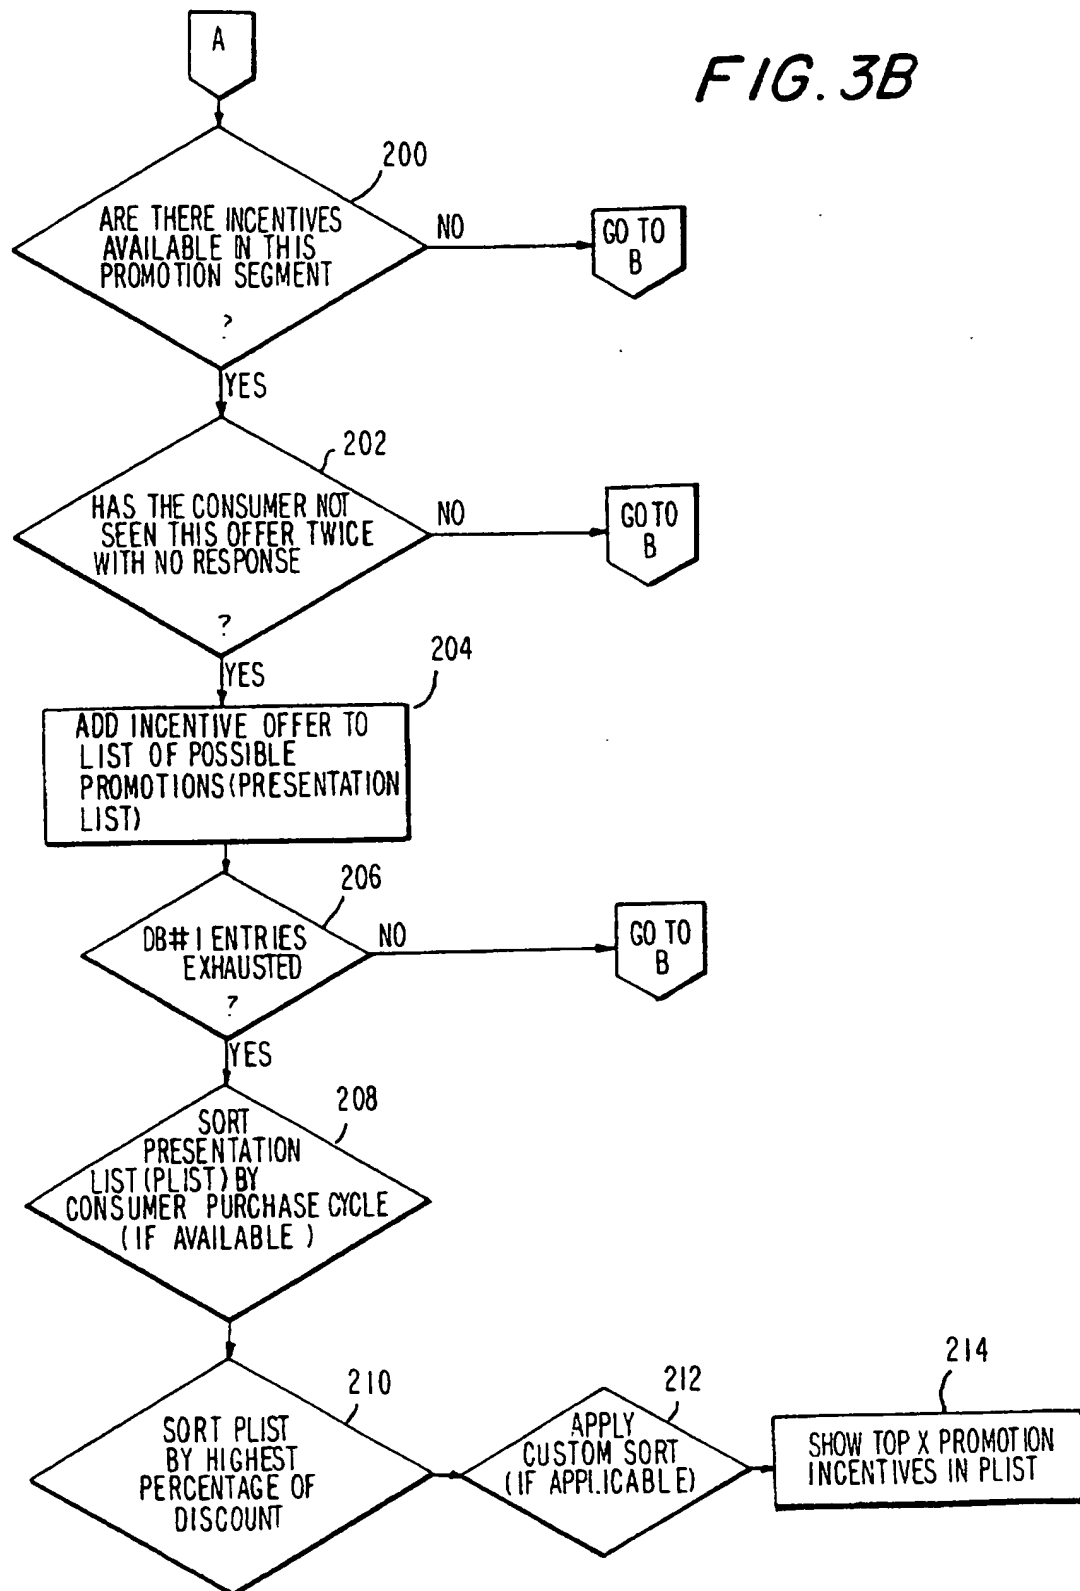 A
FIG. 3B
200
ARE THERE INCENTIVES
AVAILABLE IN THIS
PROMOTION SEGMENT
?
NO
GO TO
B
YES
202
HAS THE CONSUMER NOT
SEEN THIS OFFER TWICE
WITH NO RESPONSE
?
NO
GO TO
B
YES
204
ADD INCENTIVE OFFER TO
LIST OF POSSIBLE
PROMOTIONS (PRESENTATION
LIST)
206
DB# 1 ENTRIES
EXHAUSTED
?
NO
GO TO
B
YES
208
SORT
PRESENTATION
LIST (PLIST) BY
CONSUMER PURCHASE CYCLE
(IF AVAILABLE)
210
SORT PLIST
BY HIGHEST
PERCENTAGE OF
DISCOUNT
212
APPLY
CUSTOM SORT
(IF APPLICABLE)
214
SHOW TOP X PROMOTION
INCENTIVES IN PLIST